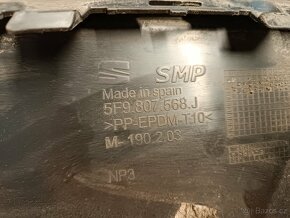 SMP
Made in spain
5F9.807.568.J
>PP-EPDM-T10<
M-190.2.03
NP3